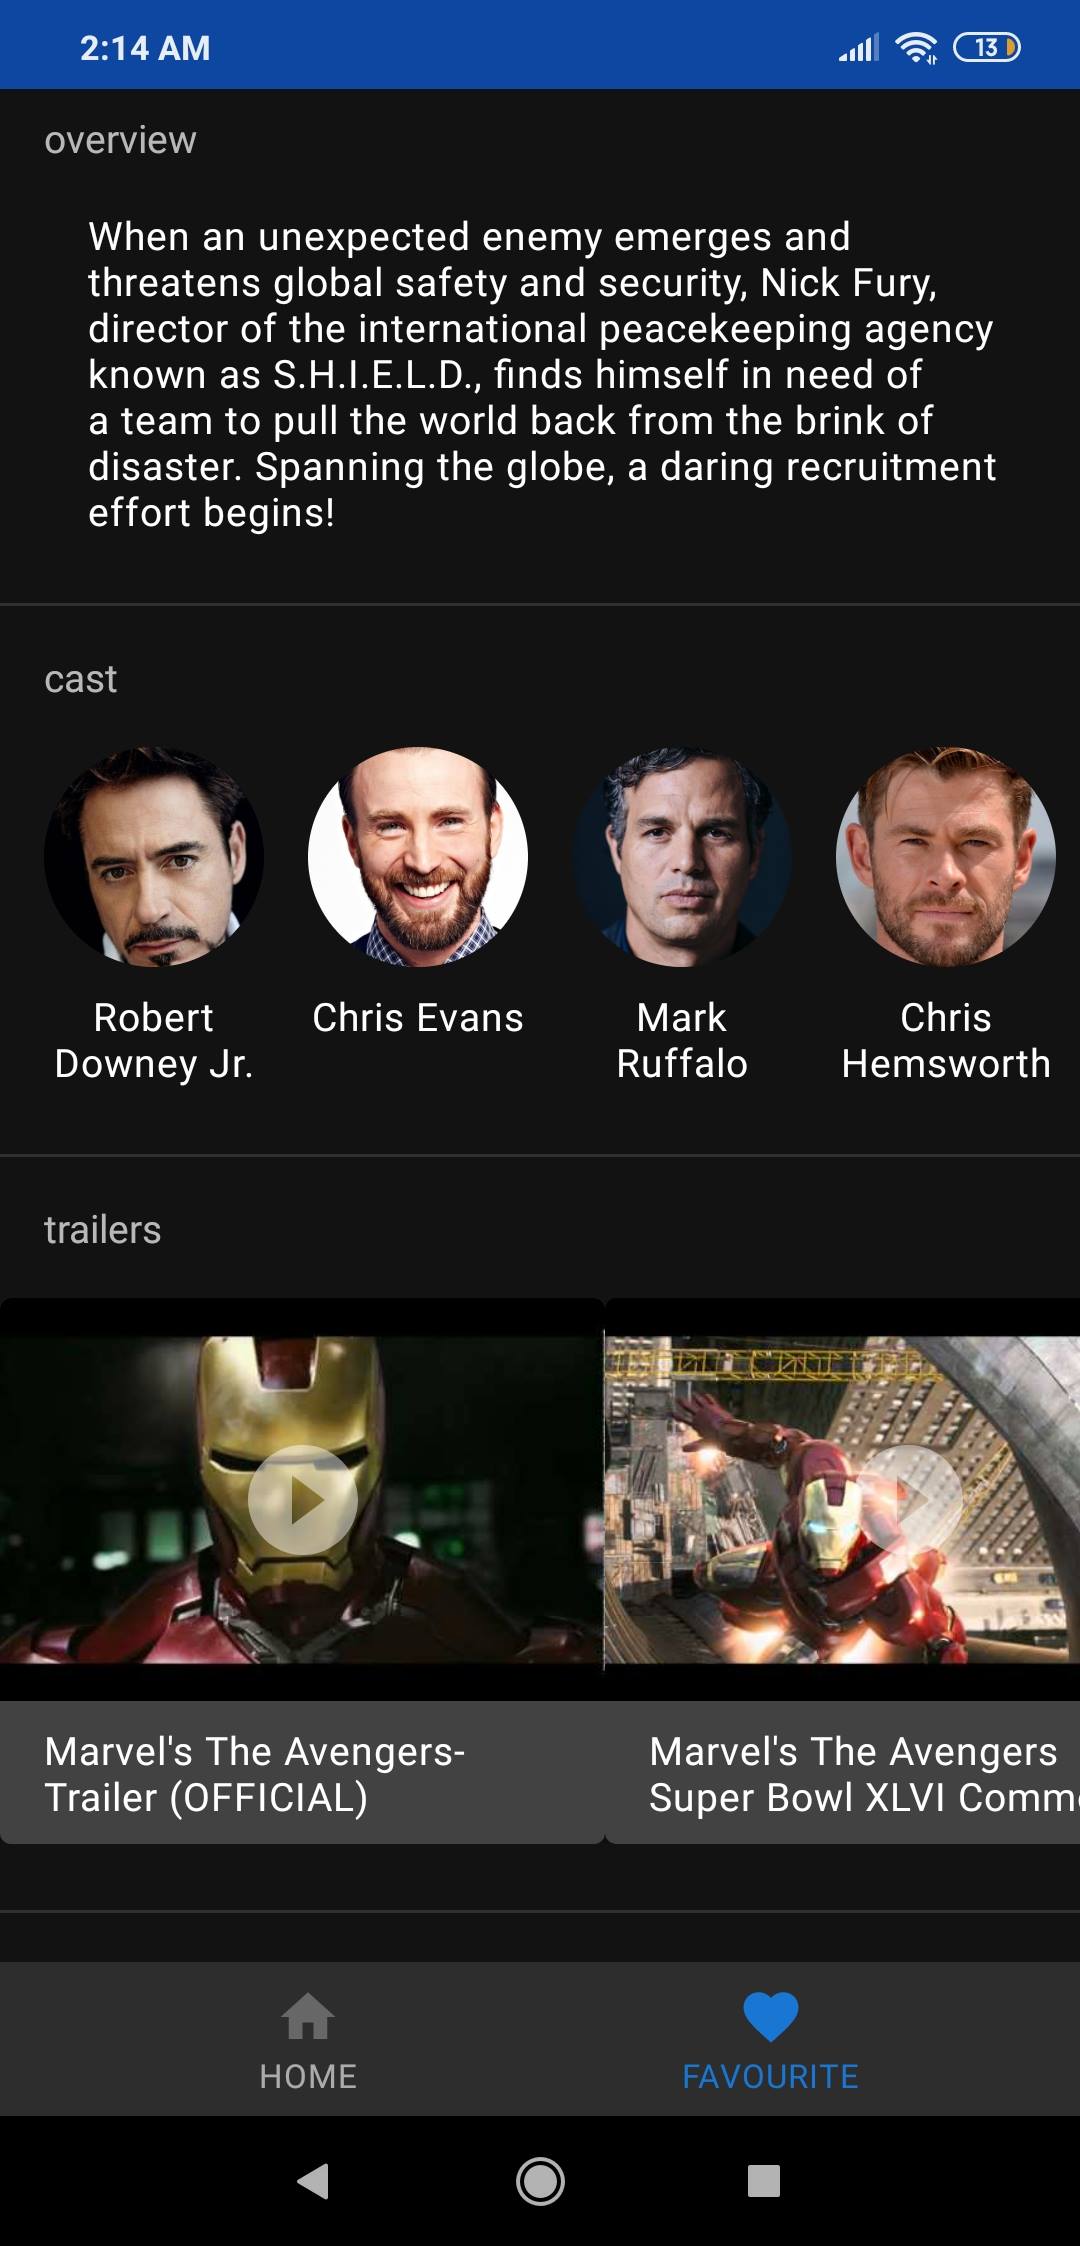 2:14 AM
13
overview
When an unexpected enemy emerges and
threatens global safety and security, Nick Fury,
director of the international peacekeeping agency
known as S.H.I.E.L.D., finds himself in need of
a team to pull the world back from the brink of
disaster. Spanning the globe, a daring recruitment
effort begins!
cast
Robert
Downey Jr.
Chris Evans
Mark
Ruffalo
Chris
Hemsworth
trailers
Marvel's The Avengers-
Trailer (OFFICIAL)
Marvel's The Avengers
Super Bowl XLVI
HOME
FAVOURITE